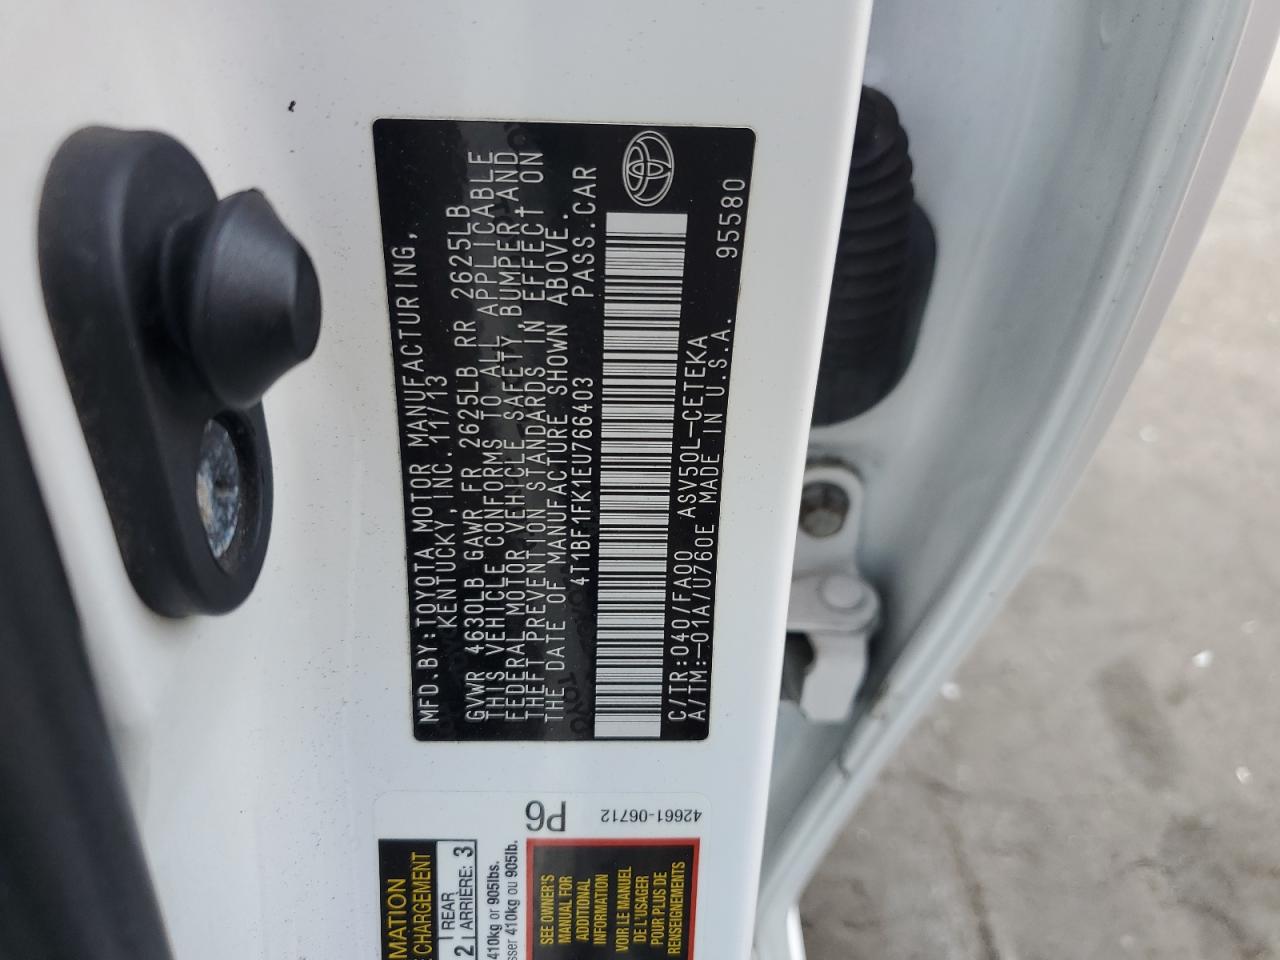 MFD.BY:TOYOTA MOTOR MANUFACTURING,
KENTUCKY,INC. 11/13
GVWR 4630LB GAWR FR 2625LB RR 2625LB
THIS VEHICLE CONFORMS TO ALL APPLICABLE
FEDERAL MOTOR VEHICLE SAFETY,BUMPER,AND
THEFT PREVENTION STANDARDS IN EFFECT ON
THE DATE OF MANUFACTURE SHOWN ABOVE.
4T1BF1FK1EU766403 PASS.CAR
C/TR:040/FA00 ASV50L-CETEKA
A/TM:-01A/U760E MADE IN U.S.A. 95580
P6
42661-06712
MATION
CHARGEMENT
2 REAR
ARRIÈRE: 3
410kg or 905lbs.
sser 410kg ou 905lb.
SEE OWNER'S
MANUAL FOR
ADDITIONAL
INFORMATION
VOIR LE MANUEL
DE L'USAGER
POUR PLUS DE
RENSEIGNEMENTS